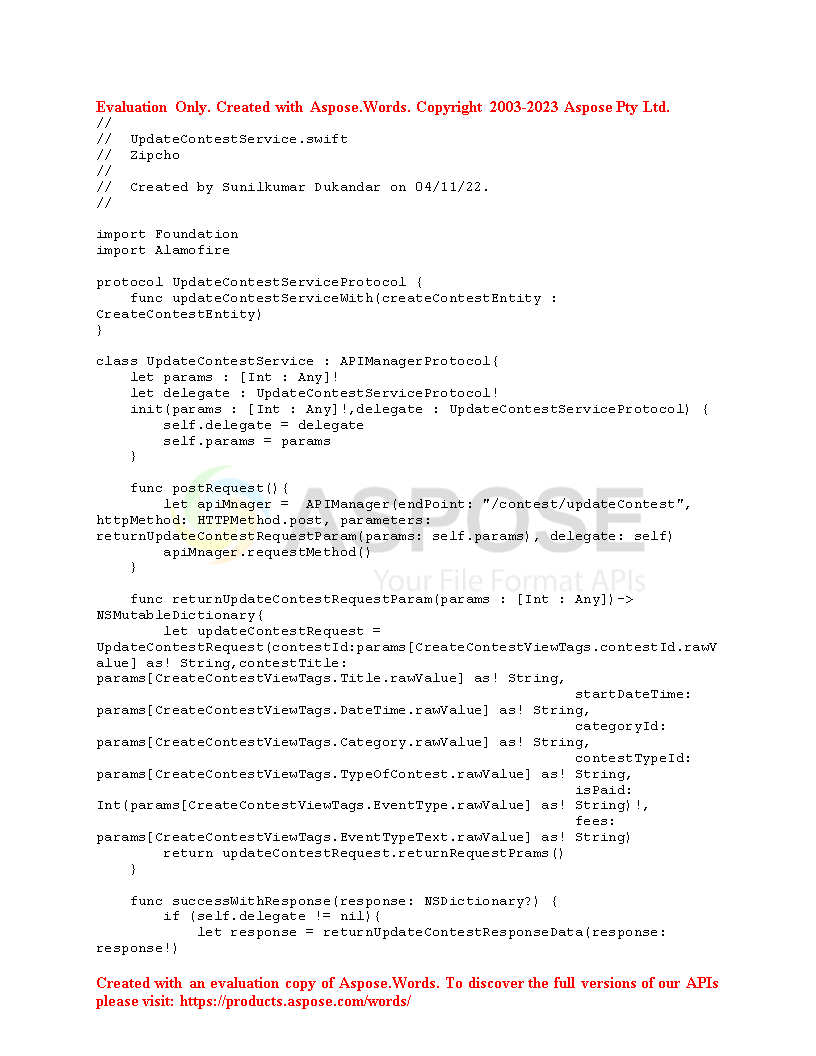 Evaluation Only. Created with Aspose.Words. Copyright 2003-2023 Aspose Pty Ltd.
//
//  UpdateContestService.swift
//  Zipcho
//
//  Created by Sunilkumar Dukandar on 04/11/22.
//
import Foundation
import Alamofire
protocol UpdateContestServiceProtocol {
    func updateContestServiceWith(createContestEntity :
CreateContestEntity)
}
class UpdateContestService : APIManagerProtocol{
    let params : [Int : Any]!
    let delegate : UpdateContestServiceProtocol!
    init(params : [Int : Any]!,delegate : UpdateContestServiceProtocol) {
        self.delegate = delegate
        self.params = params
    }
    func postRequest(){
        let apiMnager =  APIManager(endPoint: "/contest/updateContest",
httpMethod: HTTPMethod.post, parameters:
returnUpdateContestRequestParam(params: self.params), delegate: self)
        apiMnager.requestMethod()
    }
    func returnUpdateContestRequestParam(params : [Int : Any])->
NSMutableDictionary{
        let updateContestRequest =
UpdateContestRequest(contestId:params[CreateContestViewTags.contestId.rawV
alue] as! String,contestTitle:
params[CreateContestViewTags.Title.rawValue] as! String,
                                                         startDateTime:
params[CreateContestViewTags.DateTime.rawValue] as! String,
                                                         categoryId:
params[CreateContestViewTags.Category.rawValue] as! String,
                                                         contestTypeId:
params[CreateContestViewTags.TypeOfContest.rawValue] as! String,
                                                         isPaid:
Int(params[CreateContestViewTags.EventType.rawValue] as! String)!,
                                                         fees:
params[CreateContestViewTags.EventTypeText.rawValue] as! String)
        return updateContestRequest.returnRequestPrams()
    }
    func successWithResponse(response: NSDictionary?) {
        if (self.delegate != nil){
            let response = returnUpdateContestResponseData(response:
response!)
ASPOSE
Your File Format APIs
Created with an evaluation copy of Aspose.Words. To discover the full versions of our APIs
please visit: https://products.aspose.com/words/